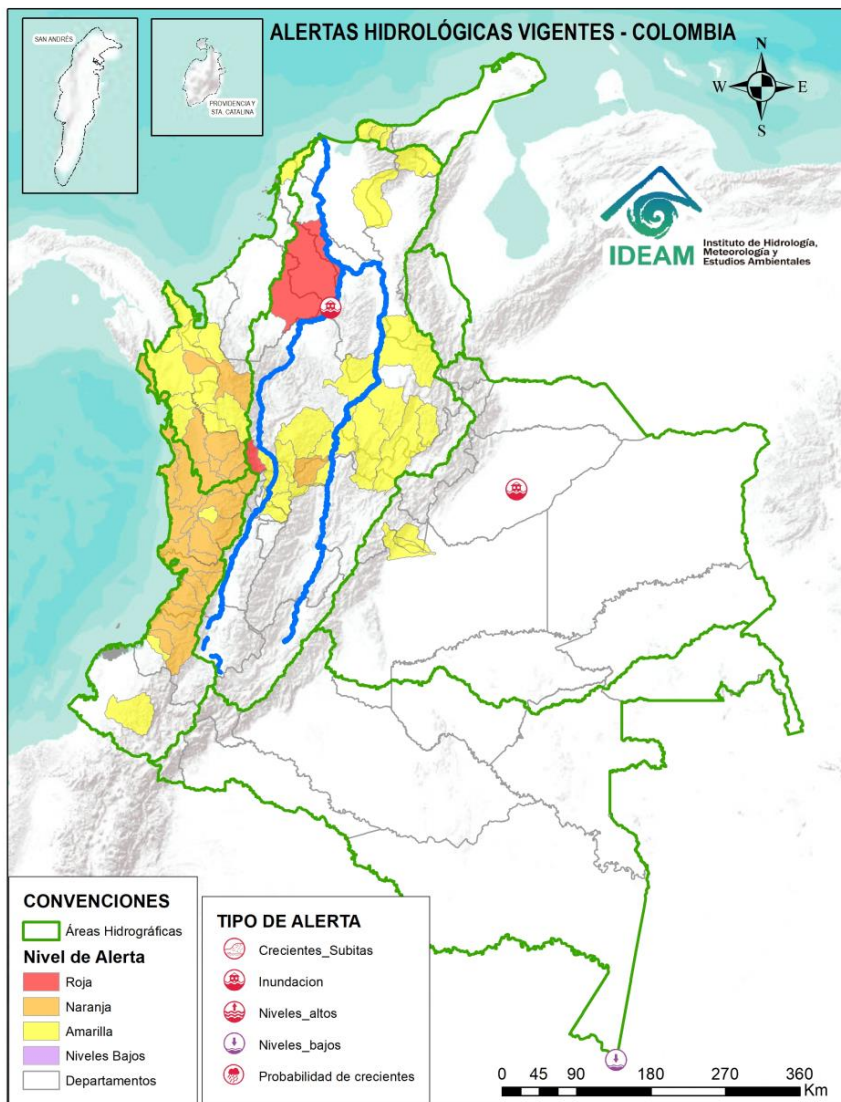 ALERTAS HIDROLÓGICAS VIGENTES - COLOMBIA
SAN ANDRÉS
PROVIDENCIA Y
STA. CATALINA
N
W
E
S
IDEAM
Instituto de Hidrología,
Meteorología y
Estudios Ambientales
CONVENCIONES
Áreas Hidrográficas
Nivel de Alerta
Roja
Naranja
Amarilla
Niveles Bajos
Departamentos
TIPO DE ALERTA
Crecientes_Subitas
Inundacion
Niveles_altos
Niveles_bajos
Probabilidad de crecientes
0 45 90 180 270 360
Km